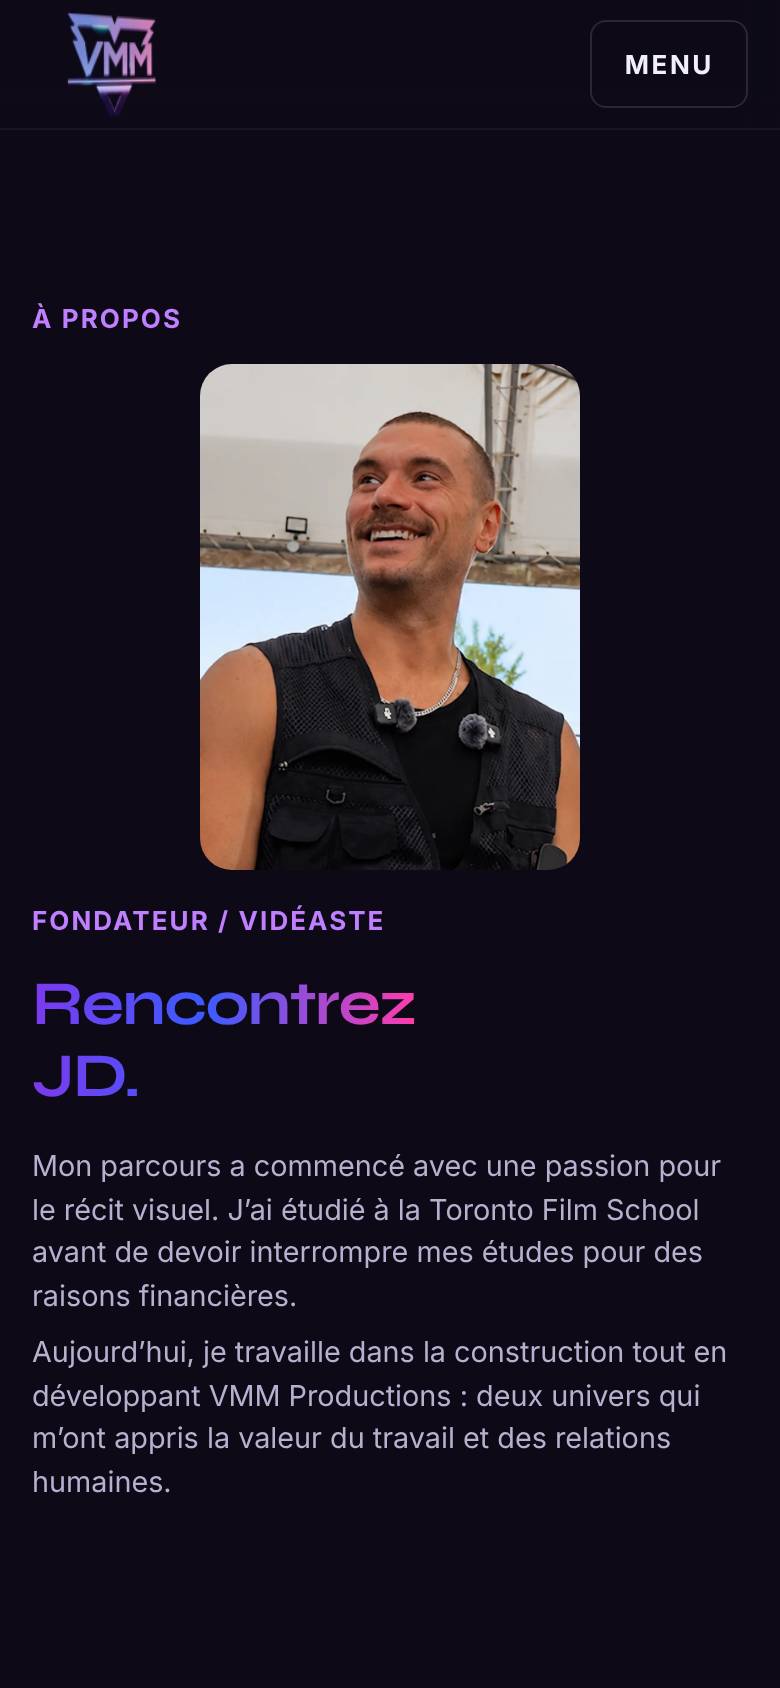 VMM
MENU
À PROPOS
FONDATEUR / VIDÉASTE
Rencontrez
JD.
Mon parcours a commencé avec une passion pour
le récit visuel. J’ai étudié à la Toronto Film School
avant de devoir interrompre mes études pour des
raisons financières.
Aujourd’hui, je travaille dans la construction tout en
développant VMM Productions : deux univers qui
m’ont appris la valeur du travail et des relations
humaines.